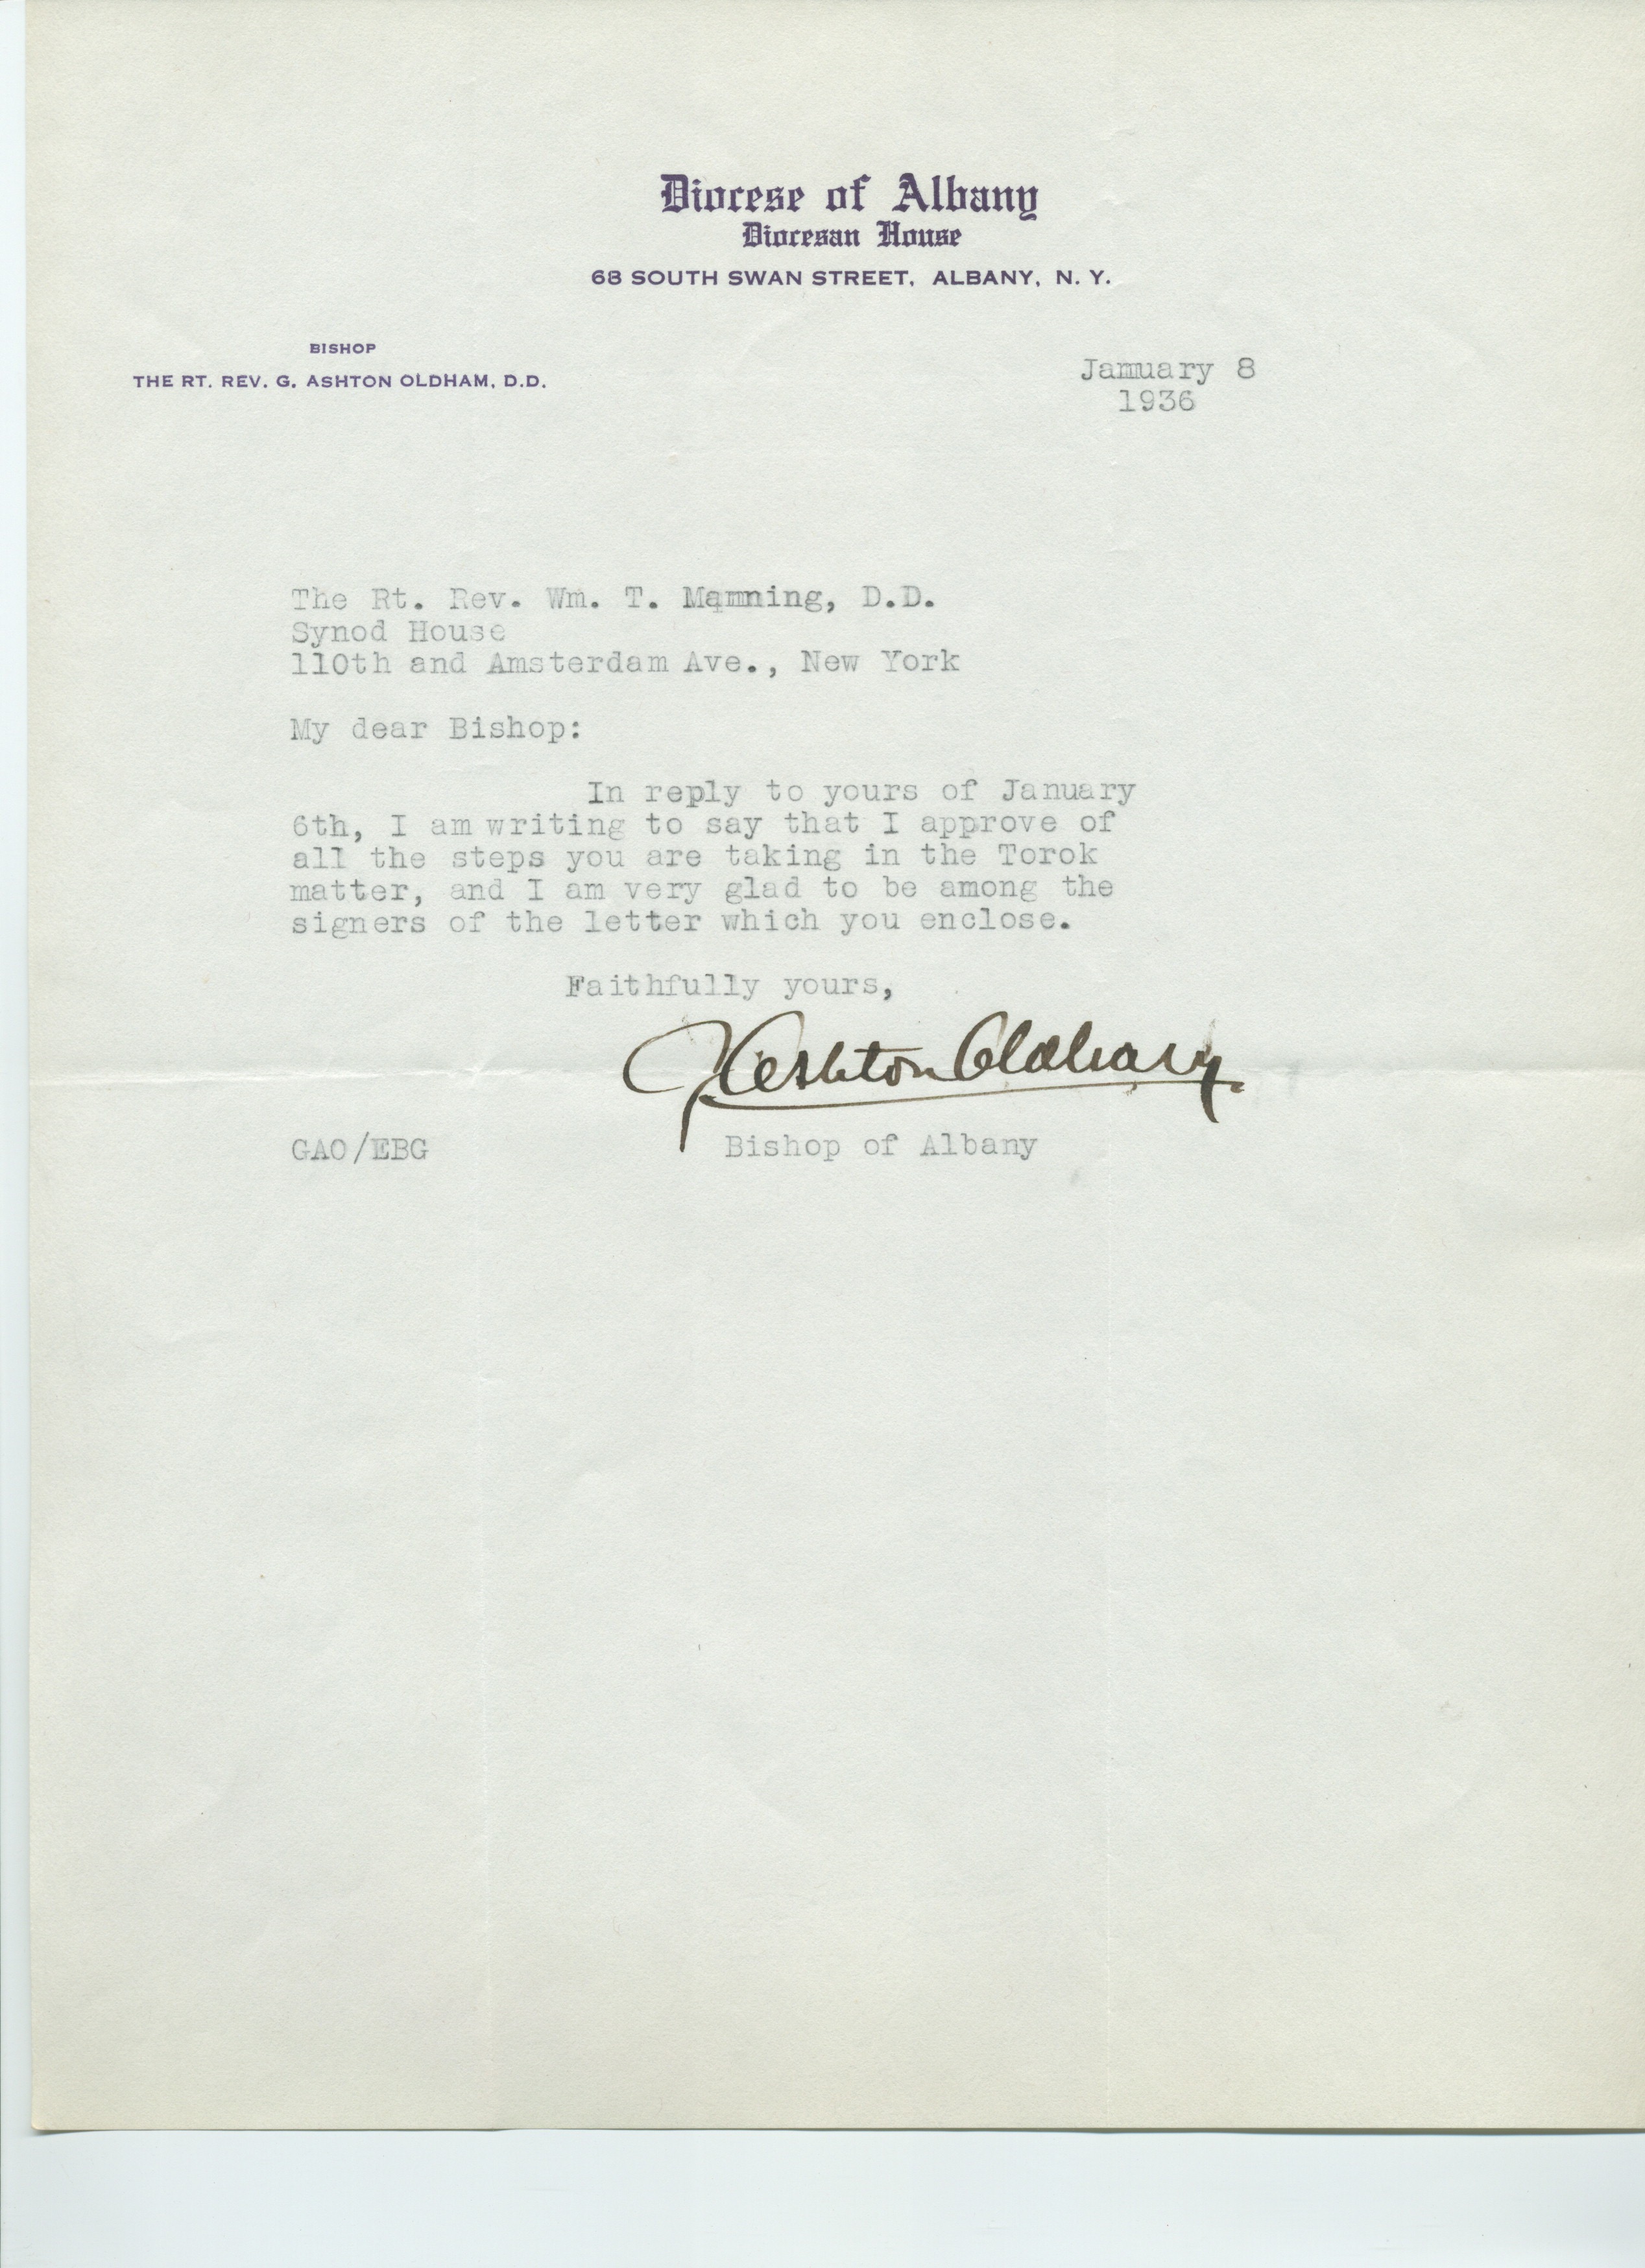 Diocese of Albany
Diocesan House
68 SOUTH SWAN STREET, ALBANY, N. Y.
BISHOP
THE RT. REV. G. ASHTON OLDHAM, D.D.
January 8
1936
The Rt. Rev. Wm. T. Manning, D.D.
Synod House
110th and Amsterdam Ave., New York
My dear Bishop:
In reply to yours of January
6th, I am writing to say that I approve of
all the steps you are taking in the Torok
matter, and I am very glad to be among the
signers of the letter which you enclose.
Faithfully yours,
G Ashton Oldham
GAO/EBG Bishop of Albany